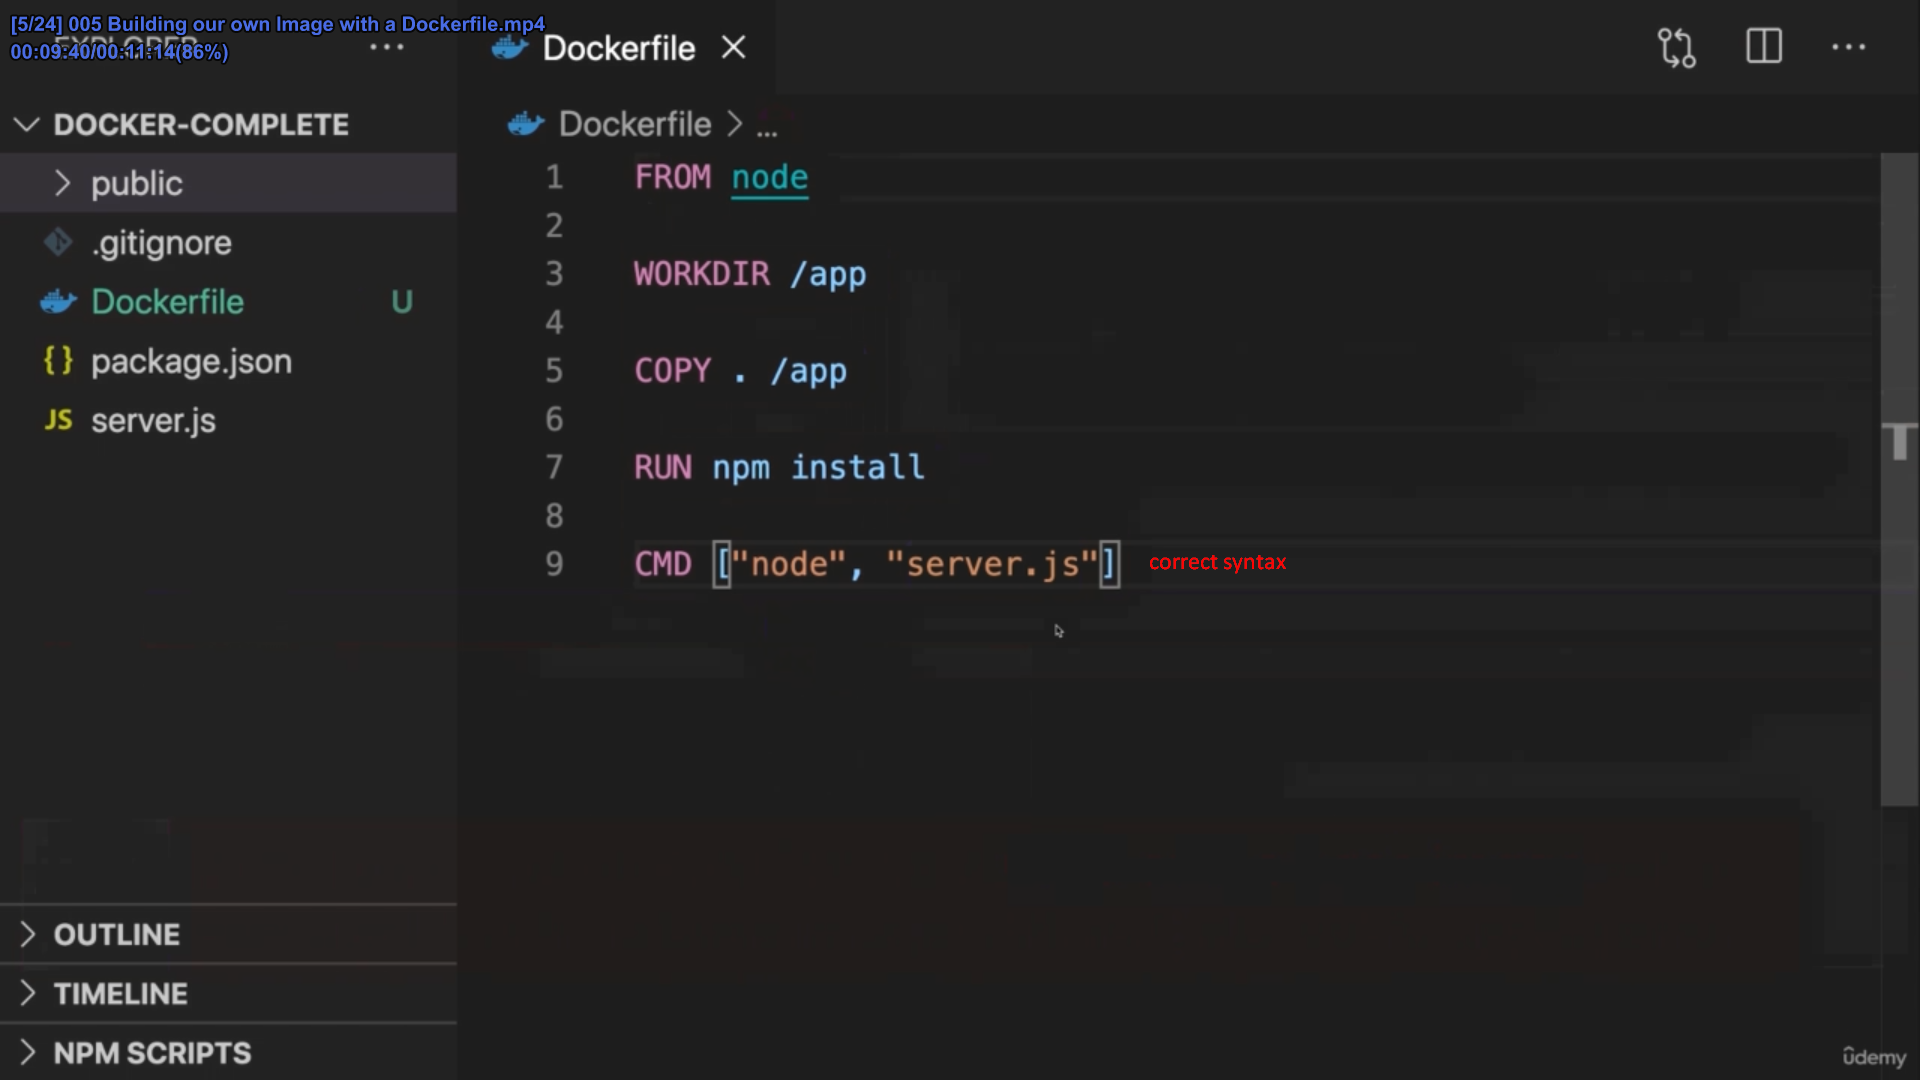 [5/24] 005 Building our own Image with a Dockerfile.mp4
00:09:40/00:11:14(86%)
EXPLORER
Dockerfile
DOCKER-COMPLETE
public
.gitignore
Dockerfile U
package.json
JS server.js
OUTLINE
TIMELINE
NPM SCRIPTS
Dockerfile > ...
1 FROM node
2
3 WORKDIR /app
4
5 COPY . /app
6
7 RUN npm install
8
9 CMD ["node", "server.js"] correct syntax
udemy